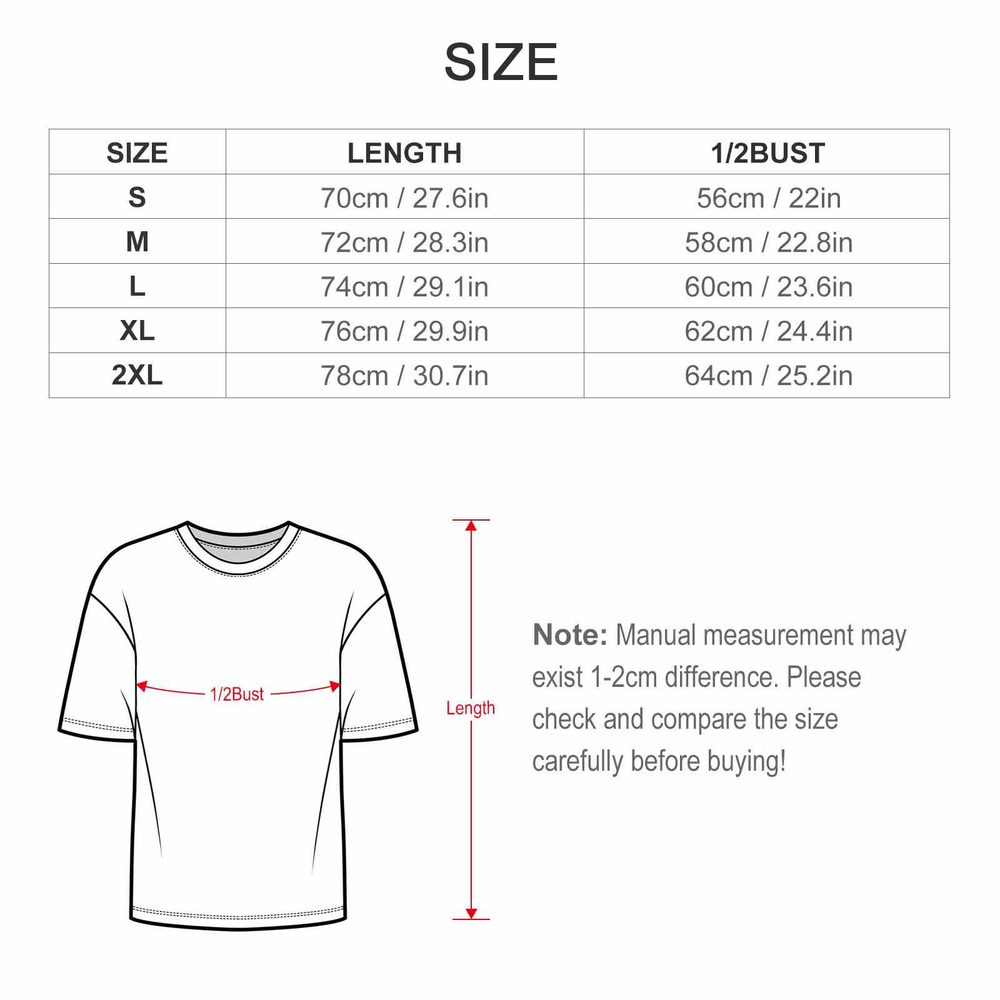 SIZE
SIZE LENGTH 1/2BUST
S 70cm / 27.6in 56cm / 22in
M 72cm / 28.3in 58cm / 22.8in
L 74cm / 29.1in 60cm / 23.6in
XL 76cm / 29.9in 62cm / 24.4in
2XL 78cm / 30.7in 64cm / 25.2in
1/2Bust
Length
Note: Manual measurement may
exist 1-2cm difference. Please
check and compare the size
carefully before buying!